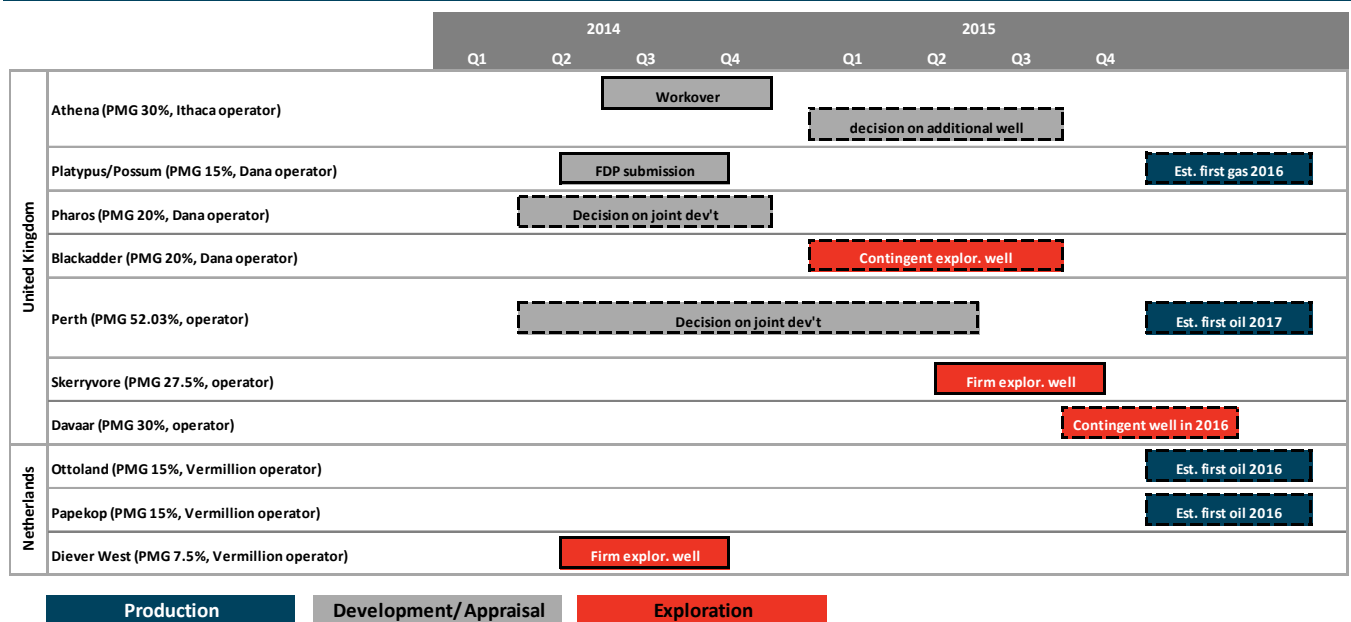 2014 2015
Q1 Q2 Q3 Q4 Q1 Q2 Q3 Q4
United Kingdom
Athena (PMG 30%, Ithaca operator)
Workover
decision on additional well
Platypus/Possum (PMG 15%, Dana operator) FDP submission Est. first gas 2016
Pharos (PMG 20%, Dana operator) Decision on joint dev't
Blackadder (PMG 20%, Dana operator) Contingent explor. well
Perth (PMG 52.03%, operator) Decision on joint dev't Est. first oil 2017
Skerryvore (PMG 27.5%, operator) Firm explor. well
Davaar (PMG 30%, operator) Contingent well in 2016
Netherlands
Ottoland (PMG 15%, Vermillion operator) Est. first oil 2016
Papekop (PMG 15%, Vermillion operator) Est. first oil 2016
Diever West (PMG 7.5%, Vermillion operator) Firm explor. well
Production Development/Appraisal Exploration